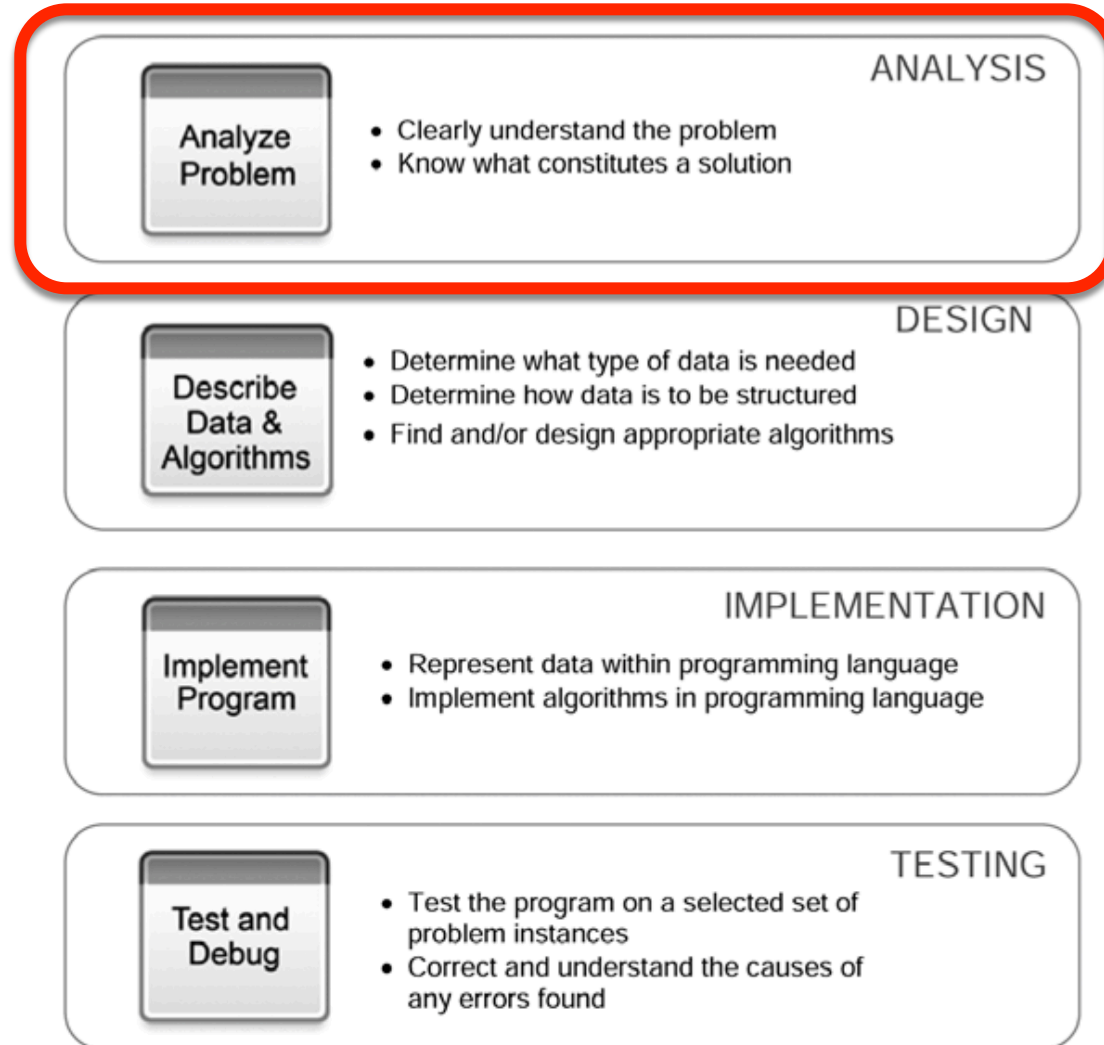 ANALYSIS
Analyze
Problem
• Clearly understand the problem
• Know what constitutes a solution
DESIGN
Describe
Data &
Algorithms
• Determine what type of data is needed
• Determine how data is to be structured
• Find and/or design appropriate algorithms
IMPLEMENTATION
Implement
Program
• Represent data within programming language
• Implement algorithms in programming language
TESTING
Test and
Debug
• Test the program on a selected set of
problem instances
• Correct and understand the causes of
any errors found